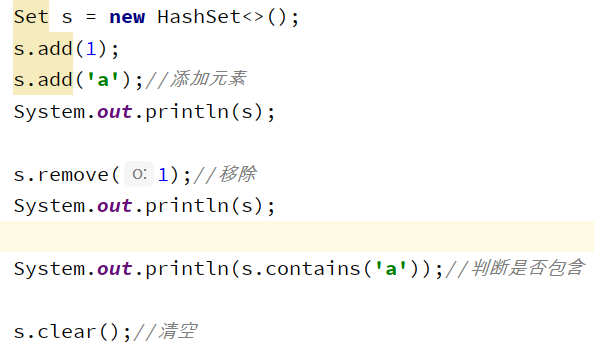 Set s = new HashSet<>();
s.add(1);
s.add('a');//添加元素
System.out.println(s);
s.remove( o: 1);//移除
System.out.println(s);
System.out.println(s.contains('a'));//判断是否包含
s.clear();//清空